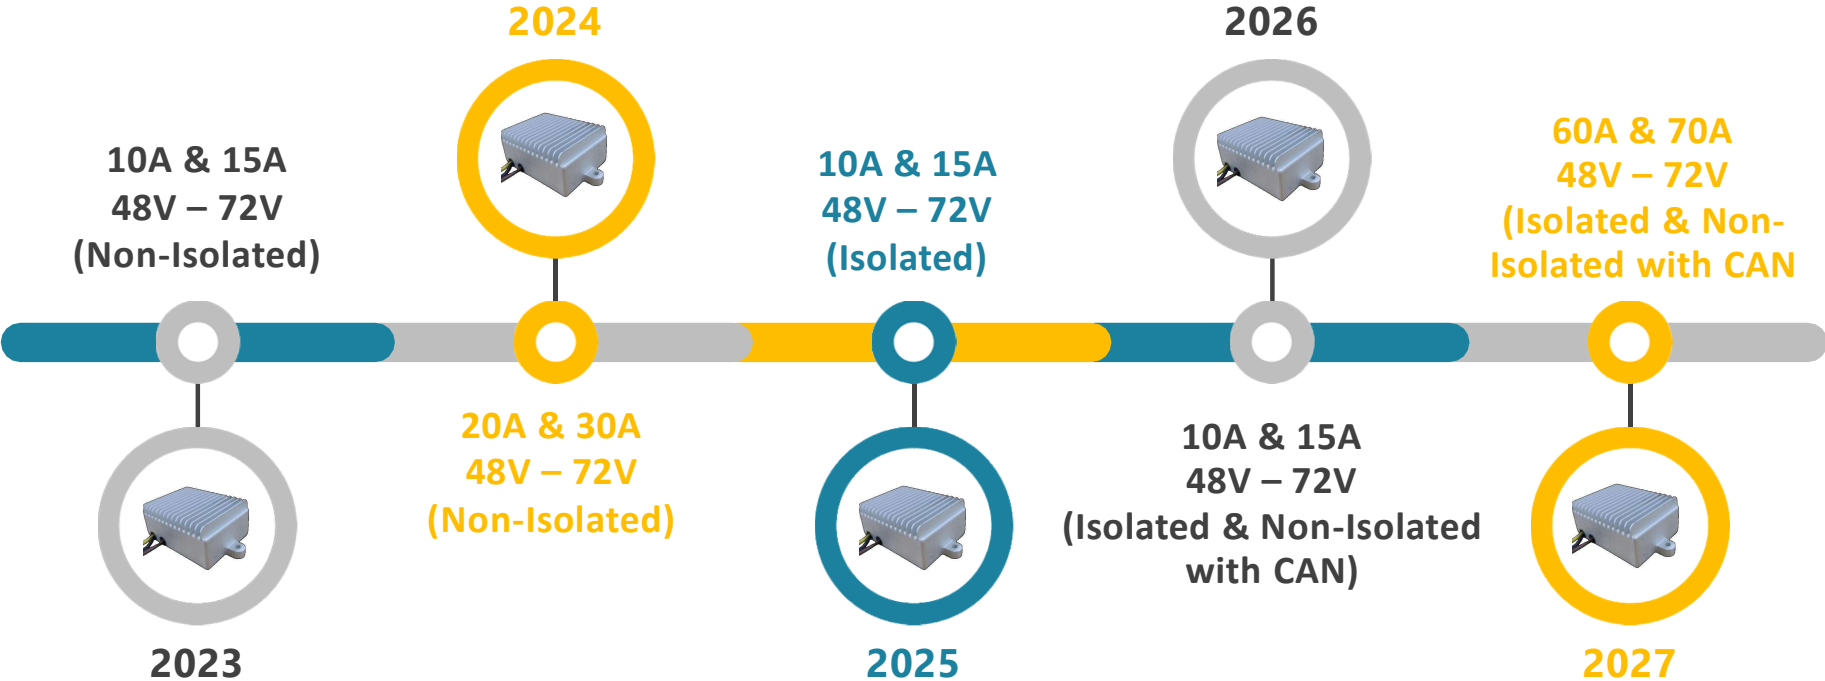 2024
2026
10A & 15A
48V – 72V
(Non-Isolated)
10A & 15A
48V – 72V
(Isolated)
60A & 70A
48V – 72V
(Isolated & Non-
Isolated with CAN
20A & 30A
48V – 72V
(Non-Isolated)
10A & 15A
48V – 72V
(Isolated & Non-Isolated
with CAN)
2023
2025
2027